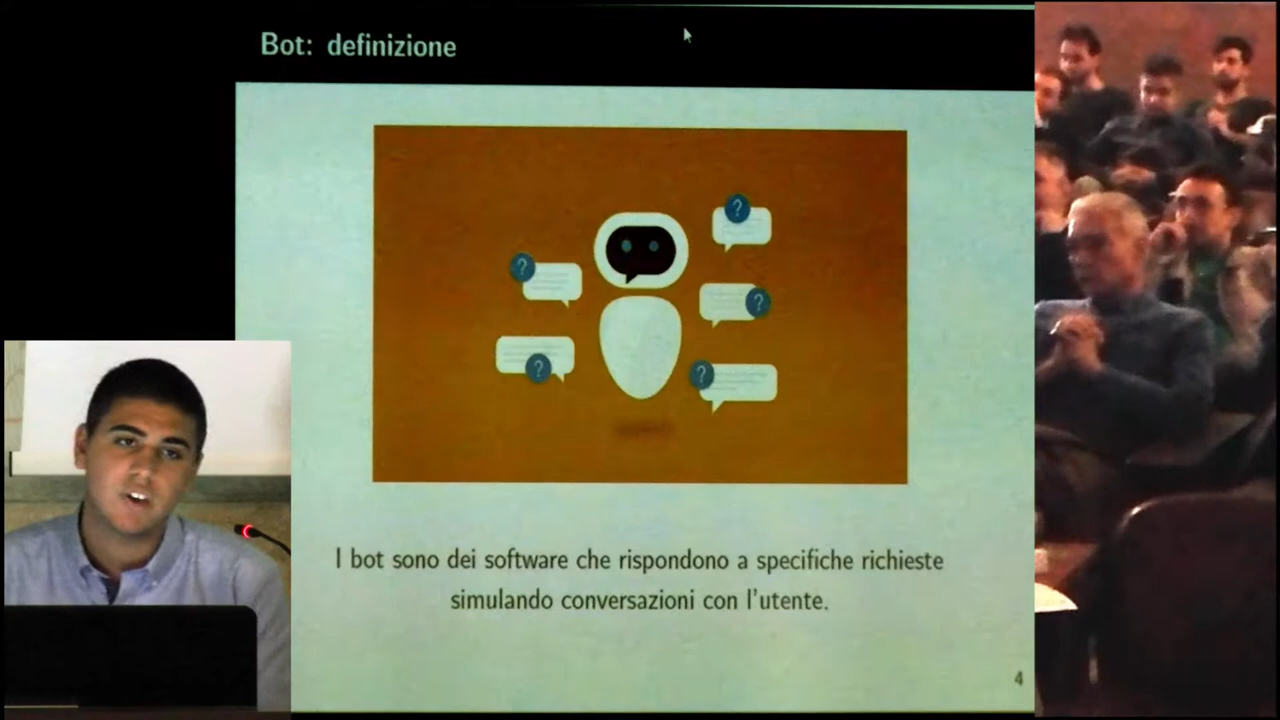 Bot: definizione
?
?
?
?
?
I bot sono dei software che rispondono a specifiche richieste
simulando conversazioni con l'utente.
4